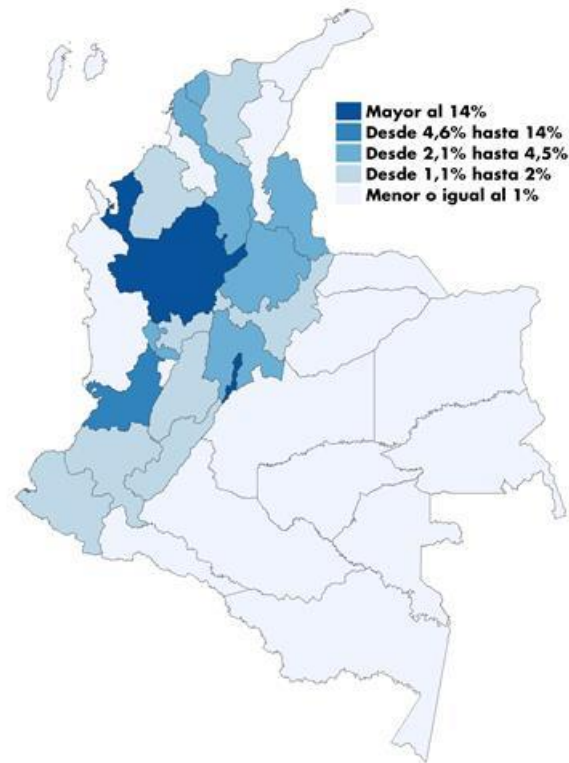 Mayor al 14%
Desde 4,6% hasta 14%
Desde 2,1% hasta 4,5%
Desde 1,1% hasta 2%
Menor o igual al 1%